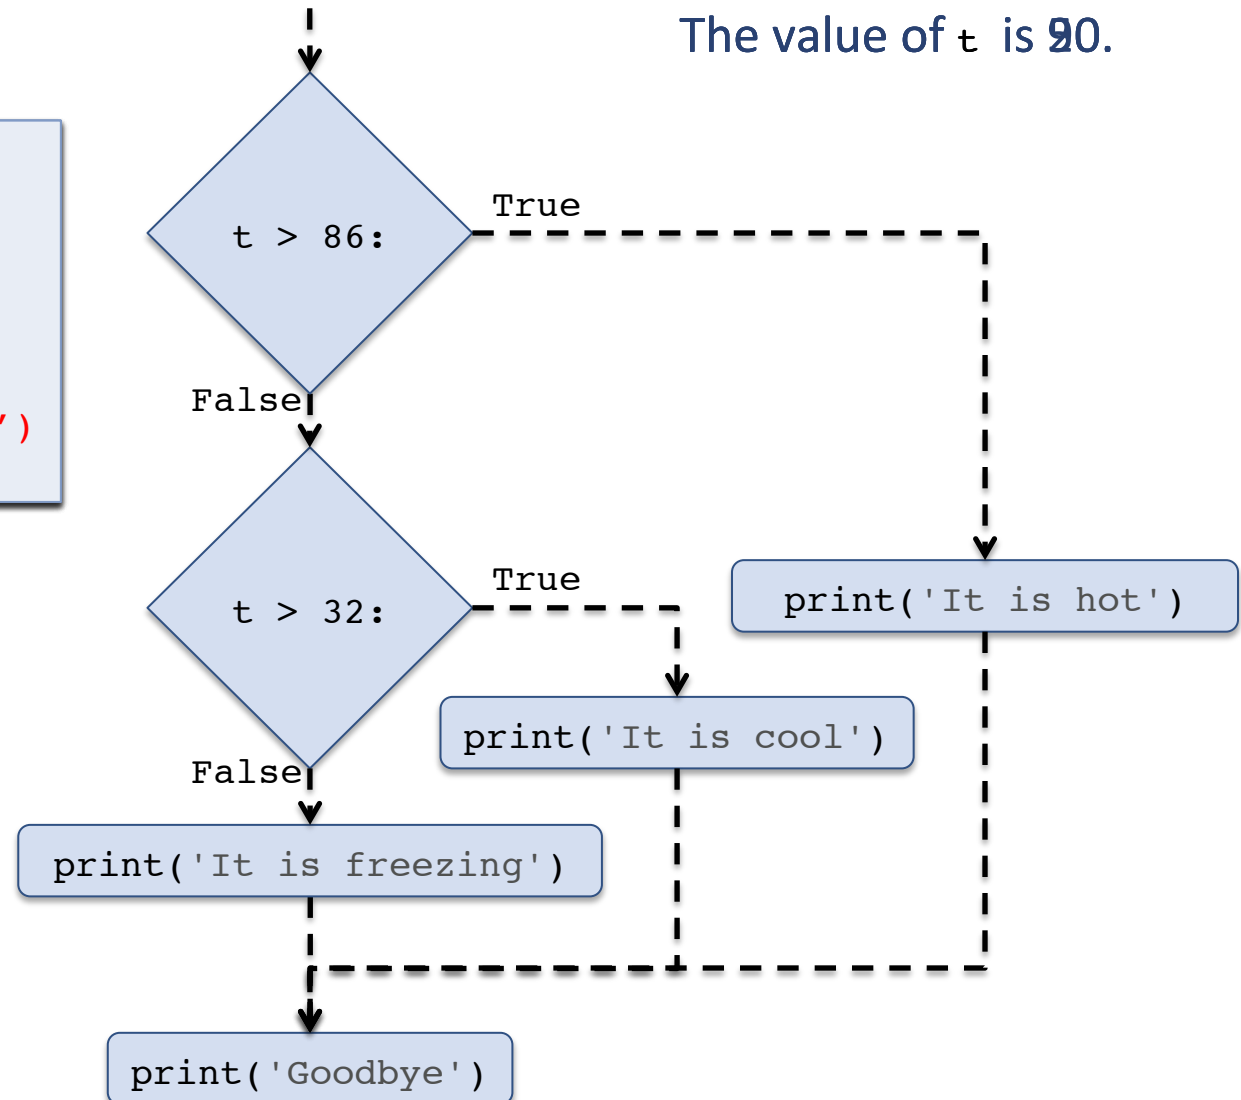 The value of t is
t > 86:
True
False
')
t > 32:
True
print('It is hot')
print('It is cool')
False
print('It is freezing')
print('Goodbye')